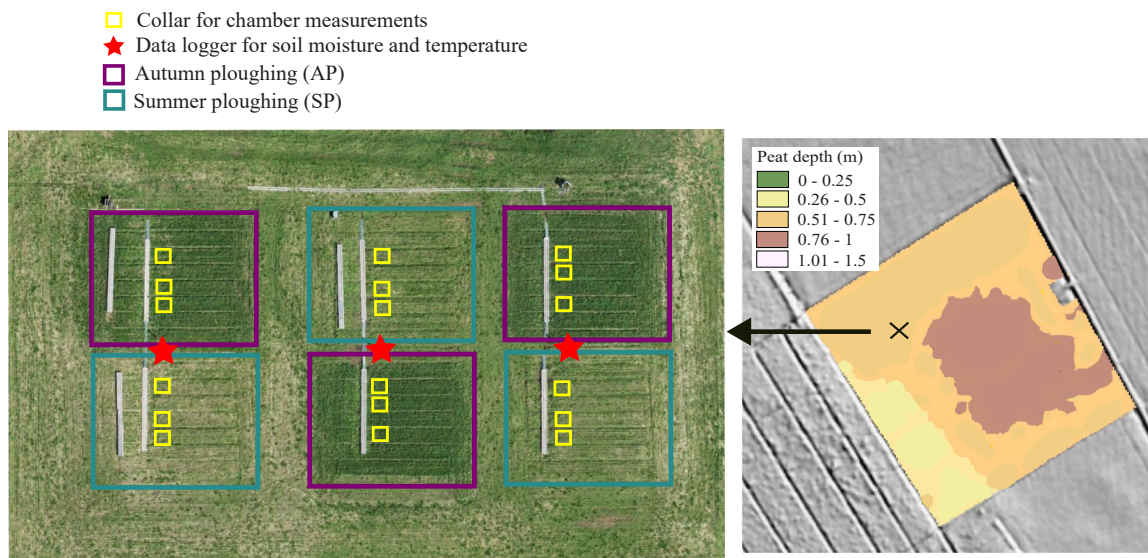 Collar for chamber measurements
Data logger for soil moisture and temperature
Autumn ploughing (AP)
Summer ploughing (SP)
Peat depth (m)
0 - 0.25
0.26 - 0.5
0.51 - 0.75
0.76 - 1
1.01 - 1.5